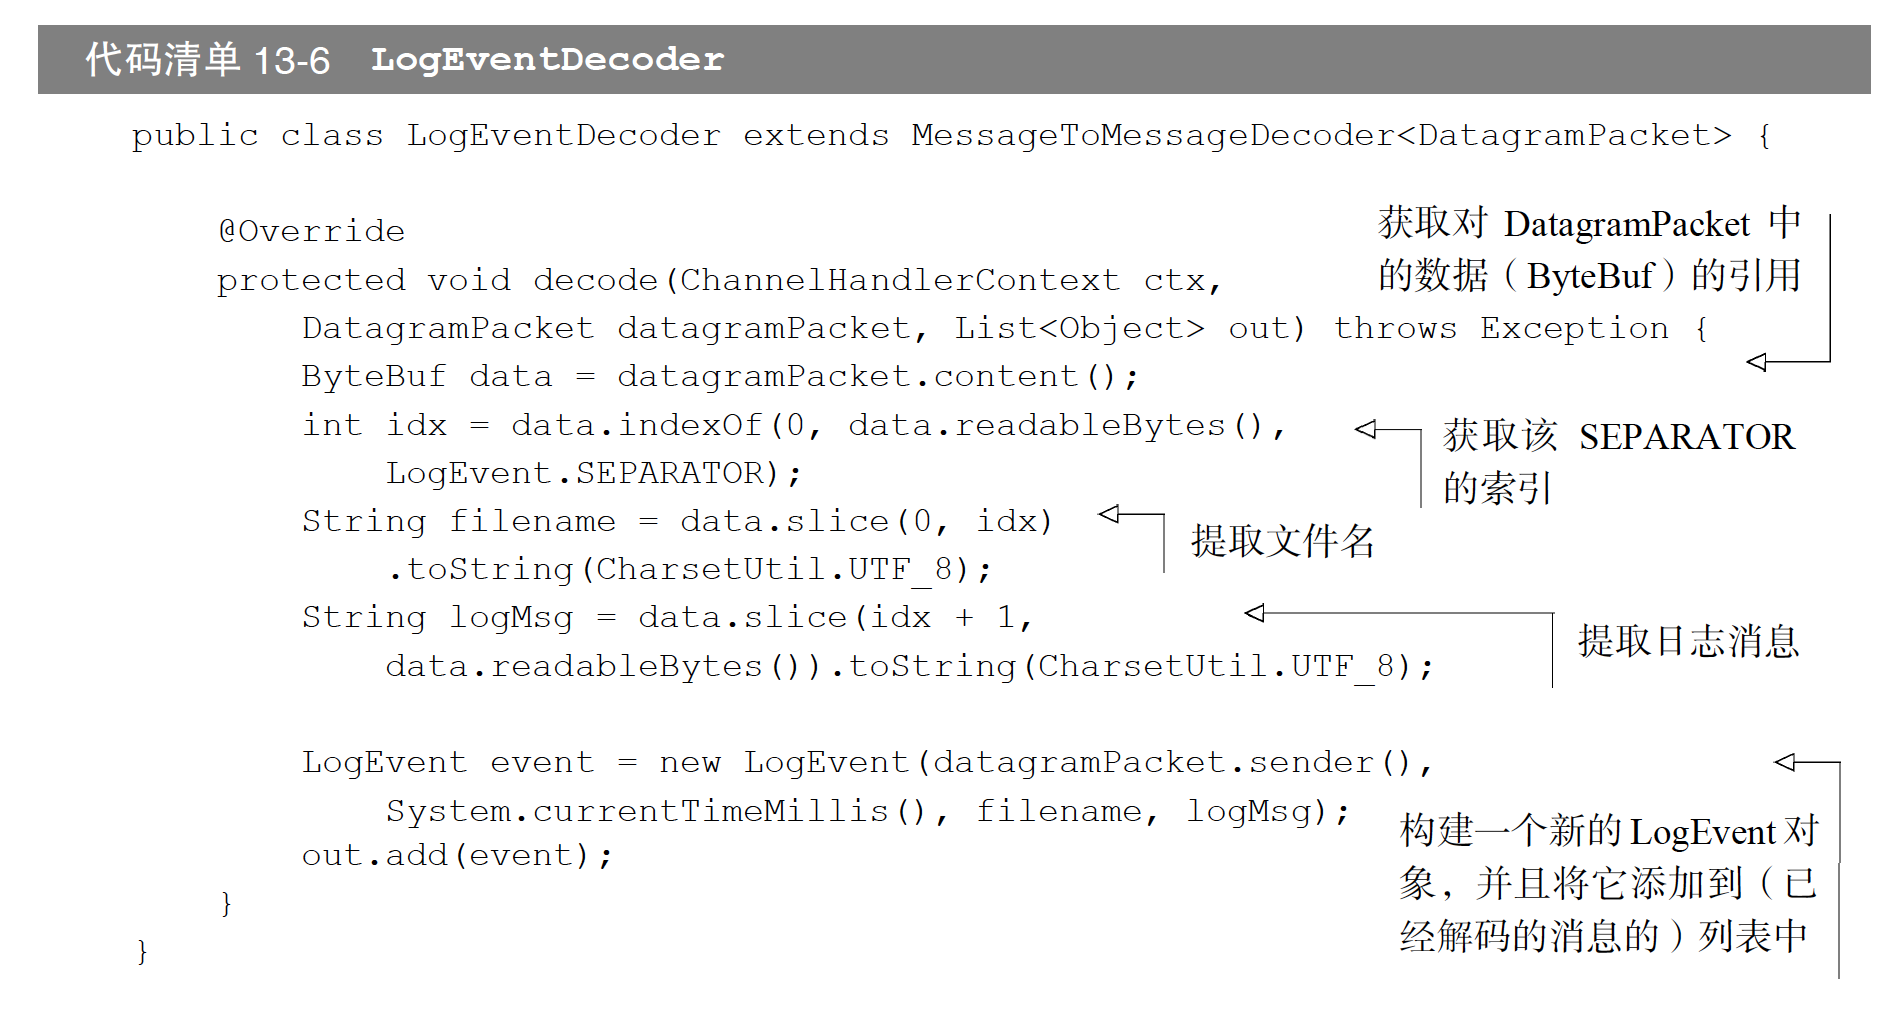 代码清单 13-6 LogEventDecoder
public class LogEventDecoder extends MessageToMessageDecoder<DatagramPacket> {
@Override
protected void decode(ChannelHandlerContext ctx,
DatagramPacket datagramPacket, List<Object> out) throws Exception {
ByteBuf data = datagramPacket.content();
int idx = data.indexOf(0, data.readableBytes(),
LogEvent.SEPARATOR);
String filename = data.slice(0, idx)
.toString(CharsetUtil.UTF_8);
String logMsg = data.slice(idx + 1,
data.readableBytes()).toString(CharsetUtil.UTF_8);
LogEvent event = new LogEvent(datagramPacket.sender(),
System.currentTimeMillis(), filename, logMsg);
out.add(event);
}
}
获取对 DatagramPacket 中
的数据（ByteBuf）的引用
获取该 SEPARATOR
的索引
提取文件名
提取日志消息
构建一个新的 LogEvent 对
象，并且将它添加到（已
经解码的消息的）列表中